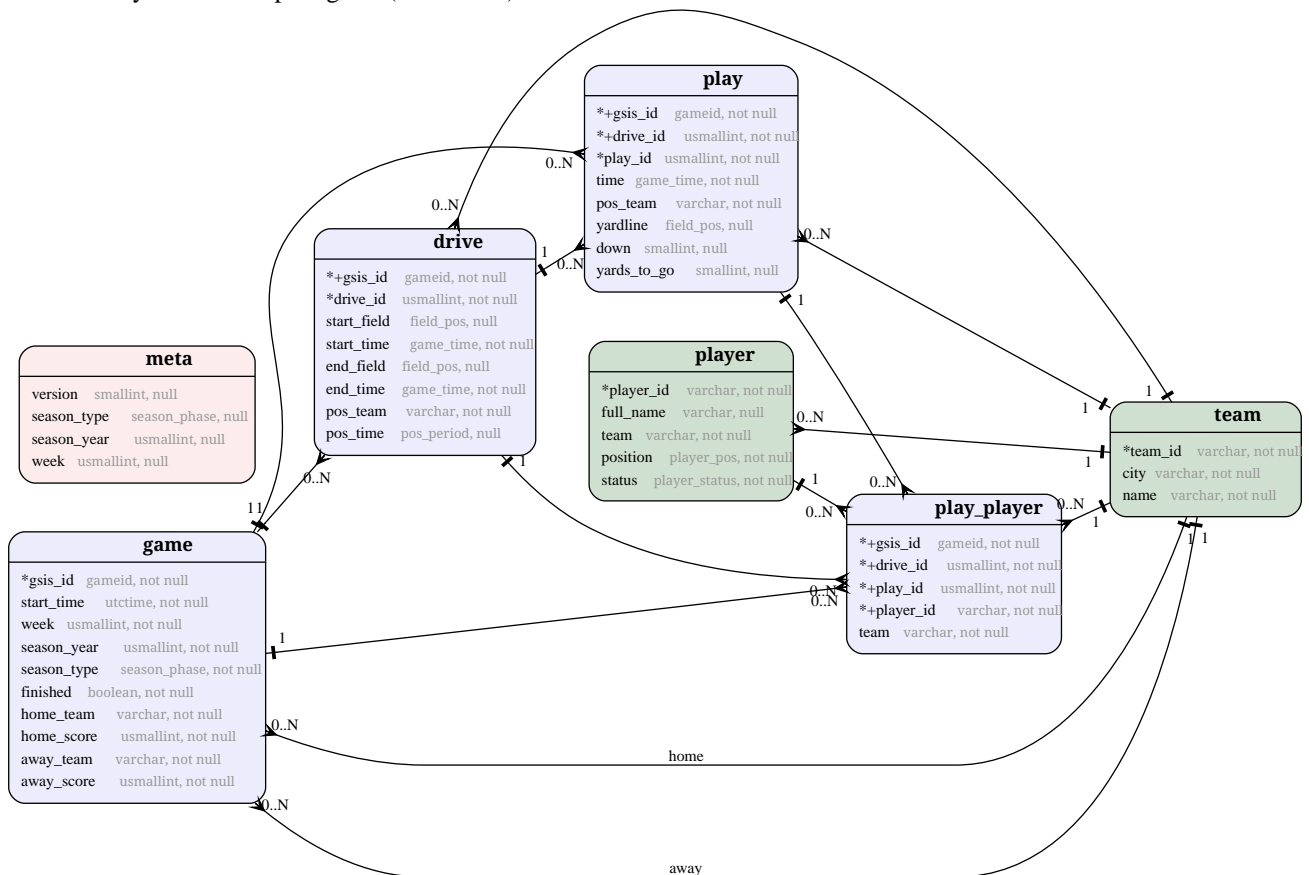 play
*+gsis_id gameid, not null
*+drive_id usmallint, not null
*play_id usmallint, not null
time game_time, not null
pos_team varchar, not null
yardline field_pos, null
down smallint, null
yards_to_go smallint, null
0..N
0..N
0..N
0..N
1
drive
*+gsis_id gameid, not null
*drive_id usmallint, not null
start_field field_pos, null
start_time game_time, not null
end_field field_pos, null
end_time game_time, not null
pos_team varchar, not null
pos_time pos_period, null
1
0..N
1
meta
version smallint, null
season_type season_phase, null
season_year usmallint, null
week usmallint, null
player
*player_id varchar, not null
full_name varchar, null
team varchar, not null
position player_pos, not null
status player_status, not null
0..N
1
0..N
0..N
team
*team_id varchar, not null
city varchar, not null
name varchar, not null
1
1
1
1
1
1
play_player
*+gsis_id gameid, not null
*+drive_id usmallint, not null
*+play_id usmallint, not null
*+player_id varchar, not null
team varchar, not null
0..N
0..N
0..N
game
*gsis_id gameid, not null
start_time utctime, not null
week usmallint, not null
season_year usmallint, not null
season_type season_phase, not null
finished boolean, not null
home_team varchar, not null
home_score usmallint, not null
away_team varchar, not null
away_score usmallint, not null
11
1
0..N
0..N
home
away